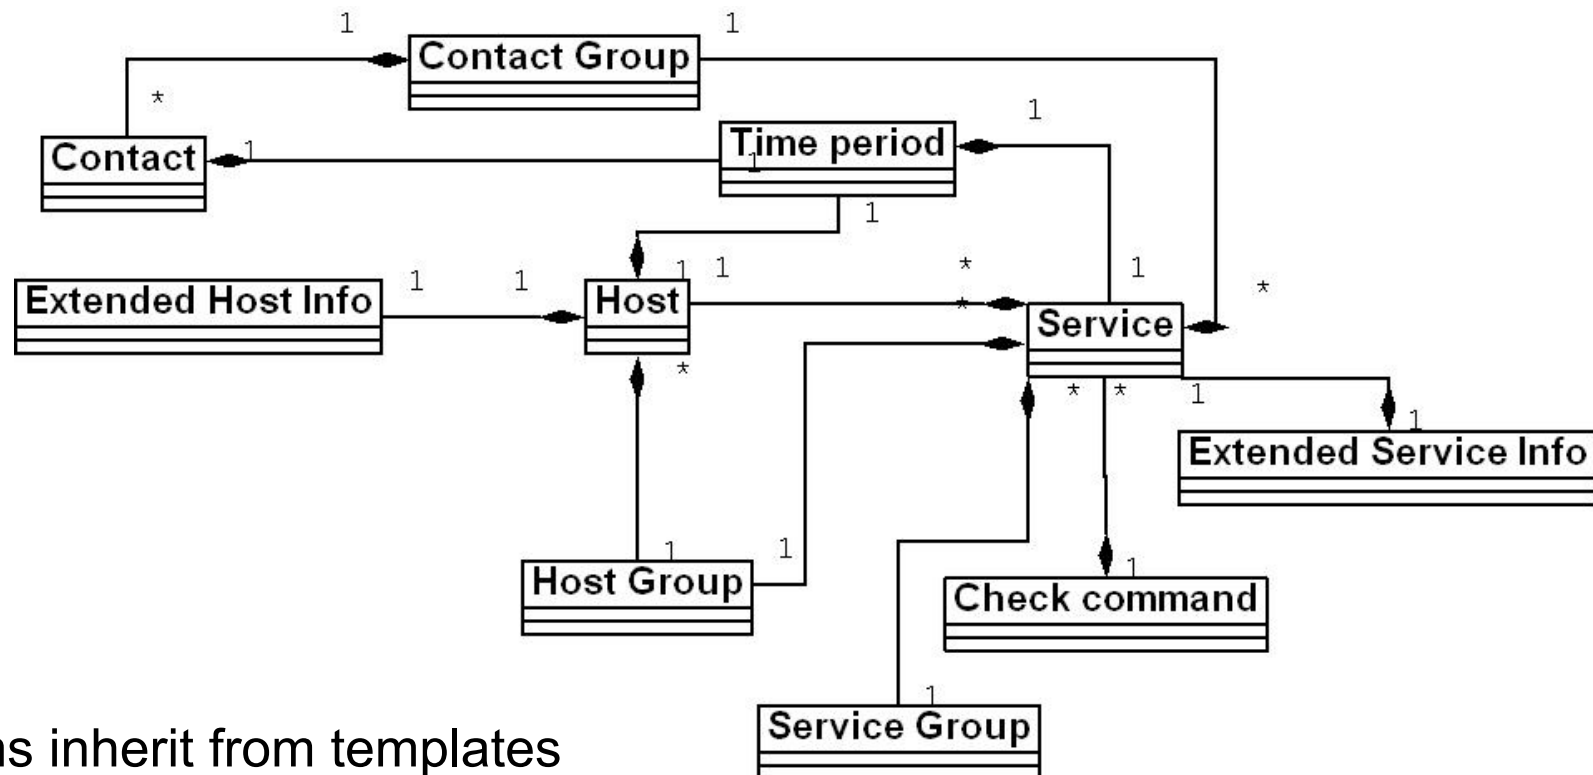 1
1
Contact Group
*
1
Time period
Contact
1
1
1
1
*
1
1
1
1
1
*
Extended Host Info
Host
*
Service
*
*
*
1
1
Extended Service Info
1
1
Host Group
1
Check command
1
Service Group
ns inherit from templates